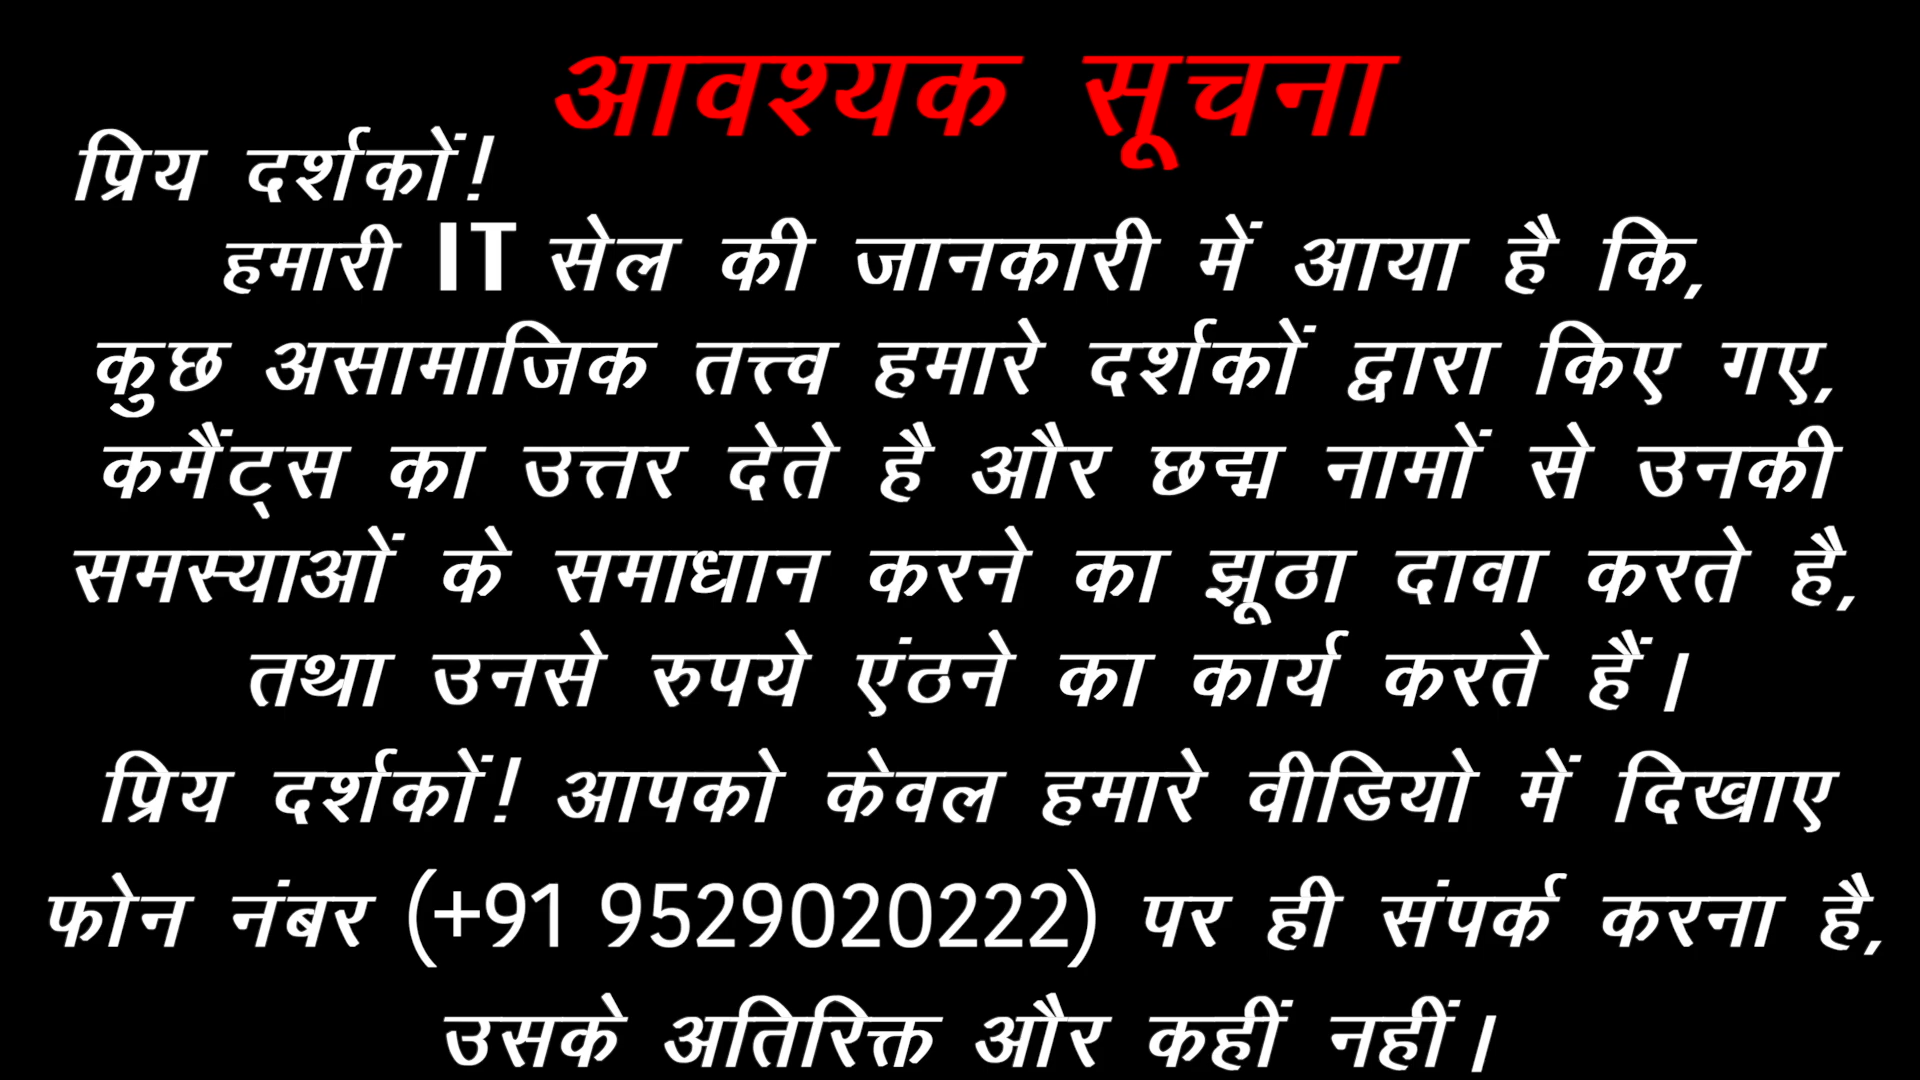 आवश्यक सूचना
प्रिय दर्शकों!
हमारी IT सेल की जानकारी में आया है कि,
कुछ असामाजिक तत्त्व हमारे दर्शकों द्वारा किए गए,
कमैंट्स का उत्तर देते है और छद्म नामों से उनकी
समस्याओं के समाधान करने का झूठा दावा करते है,
तथा उनसे रुपये एंठने का कार्य करते हैं।
प्रिय दर्शकों! आपको केवल हमारे वीडियो में दिखाए
फोन नंबर (+91 9529020222) पर ही संपर्क करना है,
उसके अतिरिक्त और कहीं नहीं।